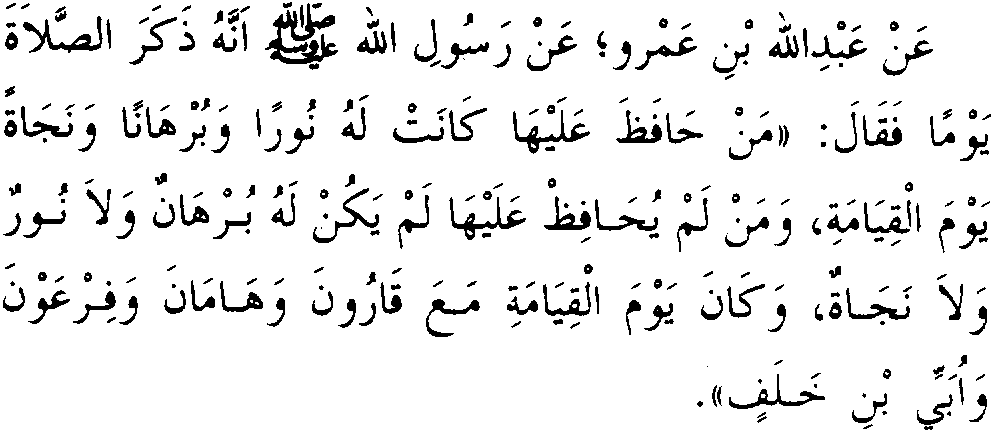 عَنْ عَبْدِاللهِ بْنِ عَمْرو؛ عَنْ رَسُولِ اللهِ ﷺ اَنَّهُ ذَكَرَ الصَّلاَةَ
يَوْمًا فَقَالَ: «مَنْ حَافَظَ عَلَيْهَا كَانَتْ لَهُ نُورًا وَبُرْهَانًا وَنَجَاةً
يَوْمَ الْقِيَامَةِ، وَمَنْ لَمْ يُحَافِظْ عَلَيْهَا لَمْ يَكُنْ لَهُ بُرْهَانٌ وَلاَ نُورٌ
وَلاَ نَجَاةٌ، وَكَانَ يَوْمَ الْقِيَامَةِ مَعَ قَارُونَ وَهَامَانَ وَفِرْعَوْنَ
وَاُبَيِّ بْنِ خَلَفٍ».